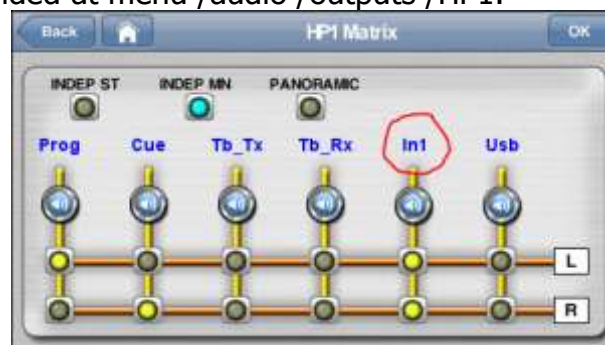 nded at menu /audio /outputs /HP1.
Back HP1 Matrix OK
INDEP ST INDEP MN PANORAMIC
Prog Cue Tb_Tx Tb_Rx In1 Usb
L
R